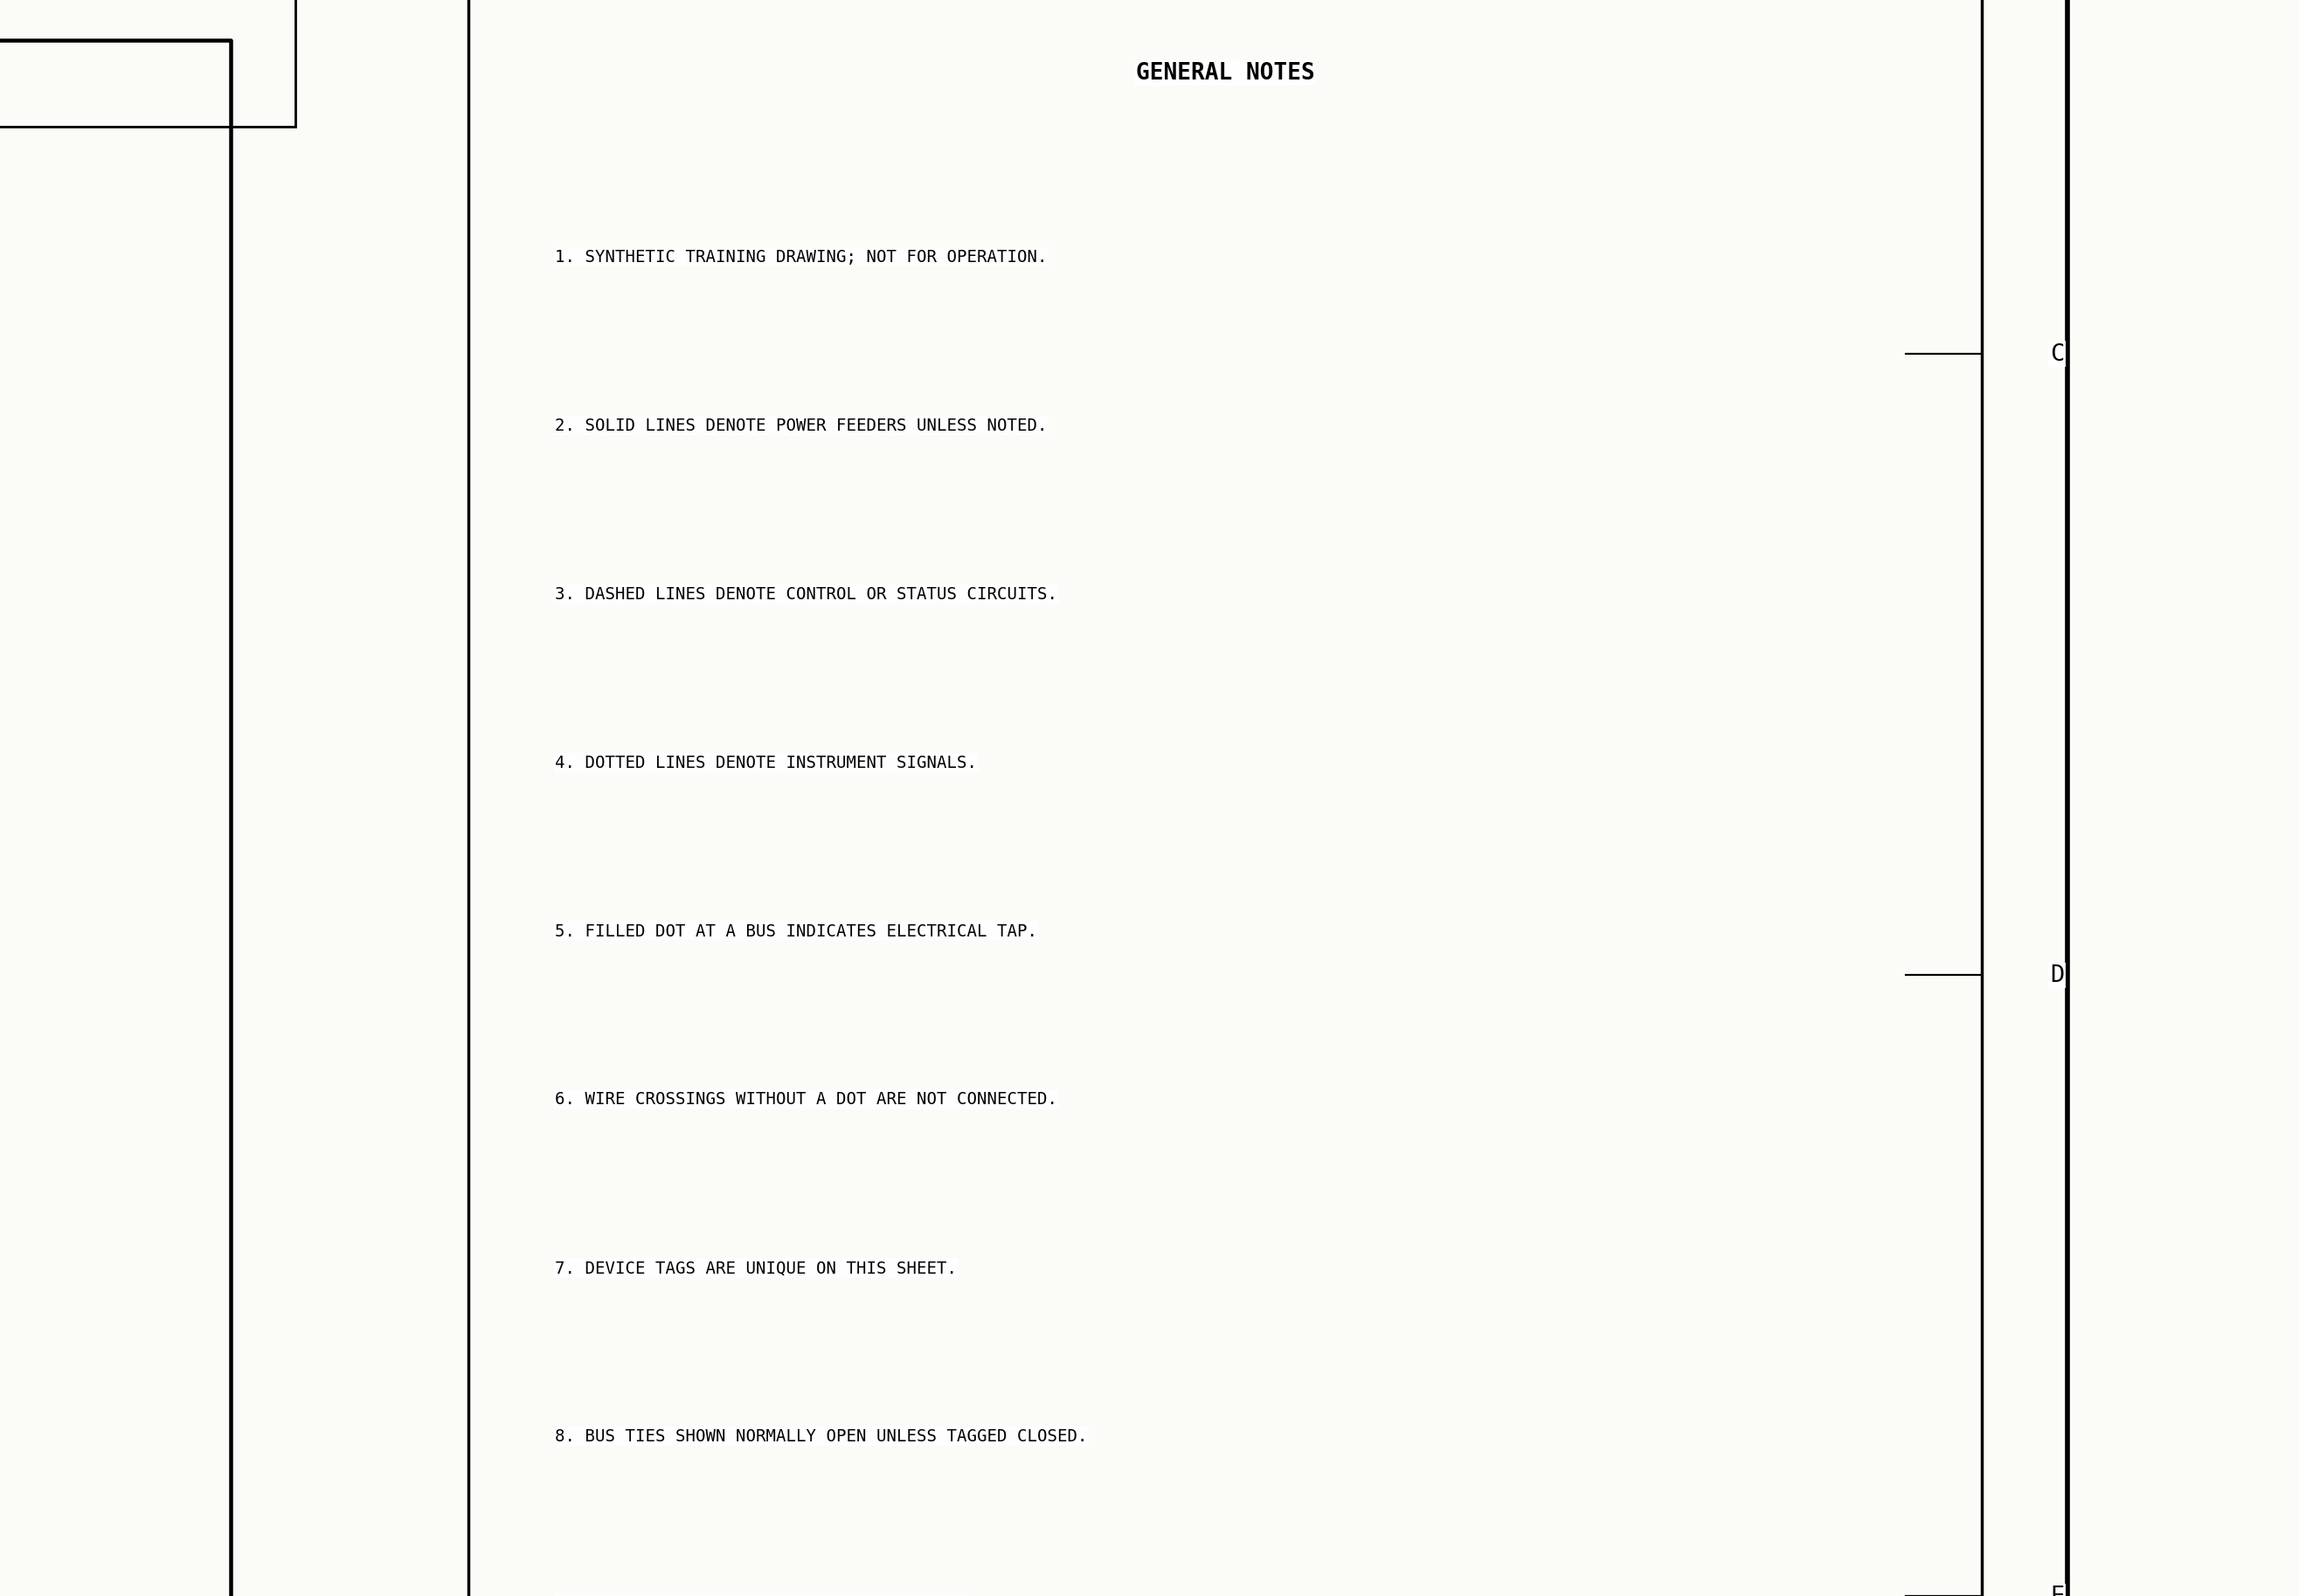 GENERAL NOTES
1. SYNTHETIC TRAINING DRAWING; NOT FOR OPERATION.
C
2. SOLID LINES DENOTE POWER FEEDERS UNLESS NOTED.
3. DASHED LINES DENOTE CONTROL OR STATUS CIRCUITS.
4. DOTTED LINES DENOTE INSTRUMENT SIGNALS.
5. FILLED DOT AT A BUS INDICATES ELECTRICAL TAP.
D
6. WIRE CROSSINGS WITHOUT A DOT ARE NOT CONNECTED.
7. DEVICE TAGS ARE UNIQUE ON THIS SHEET.
8. BUS TIES SHOWN NORMALLY OPEN UNLESS TAGGED CLOSED.